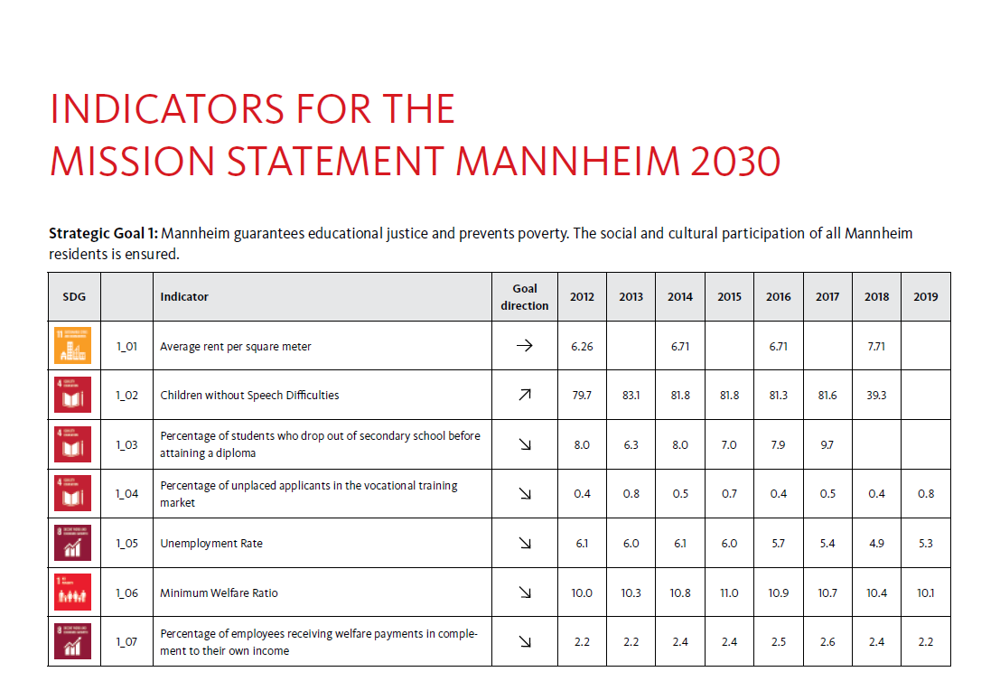 INDICATORS FOR THE
MISSION STATEMENT MANNHEIM 2030
Strategic Goal 1: Mannheim guarantees educational justice and prevents poverty. The social and cultural participation of all Mannheim
residents is ensured.
SDG Indicator Goal direction 2012 2013 2014 2015 2016 2017 2018 2019
11 1_01 Average rent per square meter → 6.26 6.71 6.71 7.71
4 1_02 Children without Speech Difficulties ↗ 79.7 83.1 81.8 81.8 81.3 81.6 39.3
4 1_03 Percentage of students who drop out of secondary school before
attaining a diploma ↘ 8.0 6.3 8.0 7.0 7.9 9.7
4 1_04 Percentage of unplaced applicants in the vocational training
market ↘ 0.4 0.8 0.5 0.7 0.4 0.5 0.4 0.8
8 1_05 Unemployment Rate ↘ 6.1 6.0 6.1 6.0 5.7 5.4 4.9 5.3
1 1_06 Minimum Welfare Ratio ↘ 10.0 10.3 10.8 11.0 10.9 10.7 10.4 10.1
8 1_07 Percentage of employees receiving welfare payments in comple-
ment to their own income ↘ 2.2 2.2 2.4 2.4 2.5 2.6 2.4 2.2